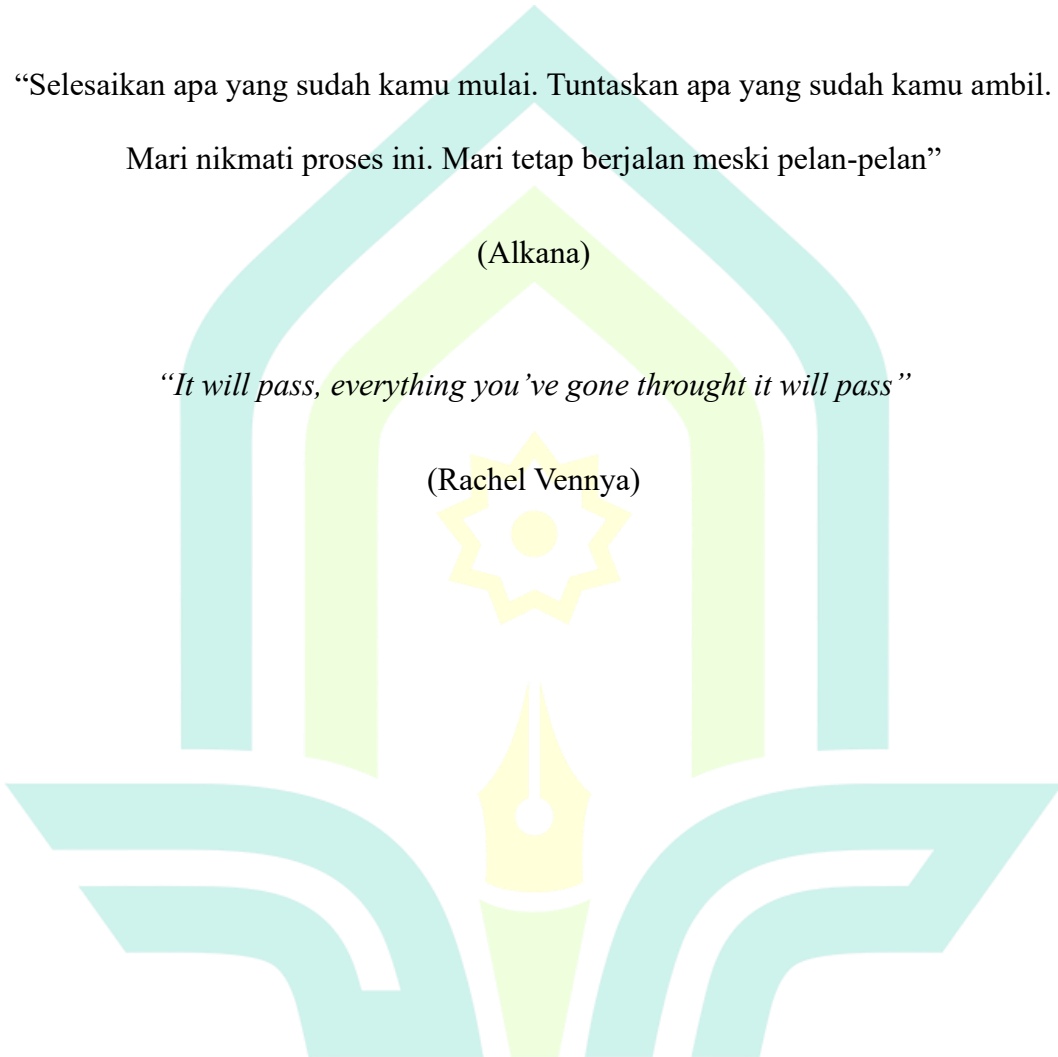 “Selesaikan apa yang sudah kamu mulai. Tuntaskan apa yang sudah kamu ambil.
Mari nikmati proses ini. Mari tetap berjalan meski pelan-pelan”
(Alkana)
“It will pass, everything you’ve gone throught it will pass”
(Rachel Vennya)